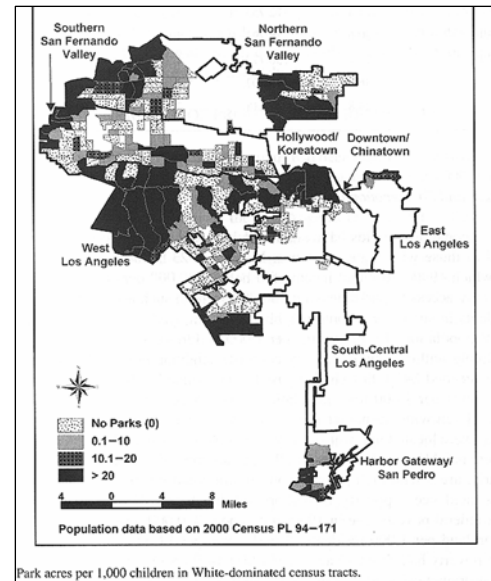 Southern
San Fernando
Valley
Northern
San Fernando
Valley
Hollywood/
Koreatown
Downtown/
Chinatown
West
Los Angeles
East
Los Angeles
South-Central
Los Angeles
Harbor Gateway/
San Pedro
No Parks (0)
0.1–10
10.1–20
> 20
4 0 4 8
Miles
Population data based on 2000 Census PL 94–171
Park acres per 1,000 children in White-dominated census tracts.